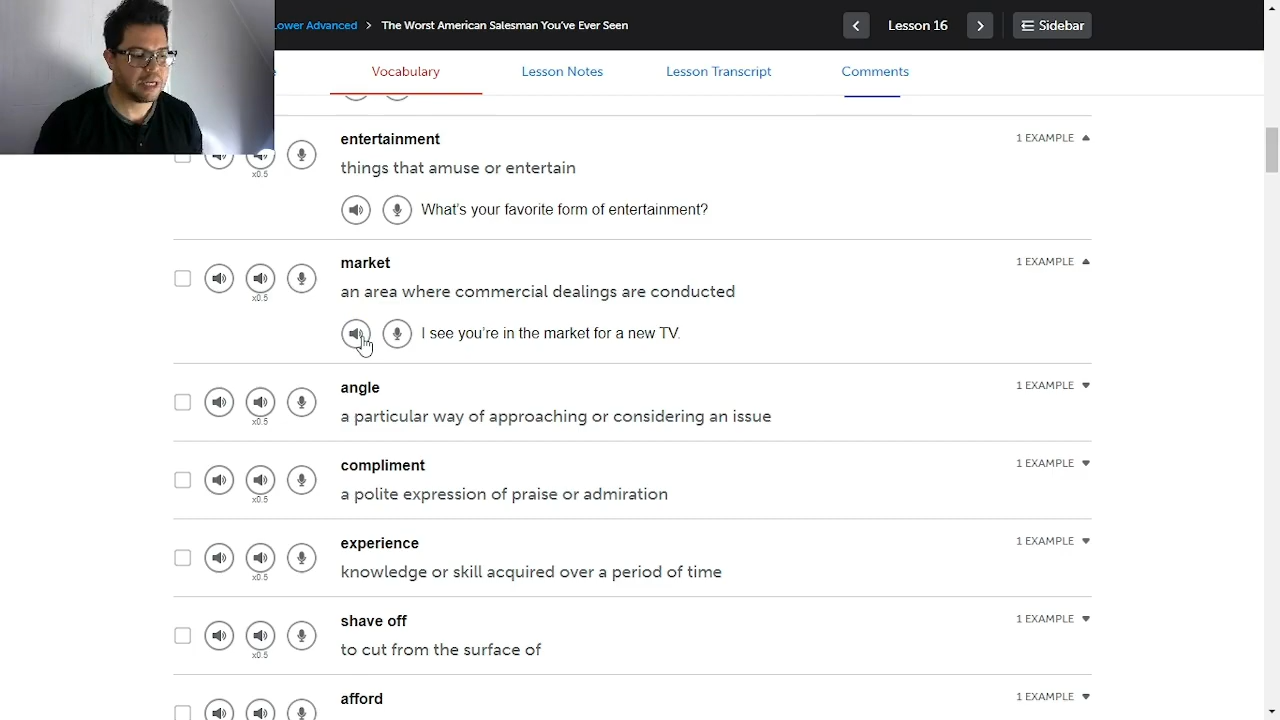 Lower Advanced > The Worst American Salesman You've Ever Seen
Lesson 16
Sidebar
Vocabulary
Lesson Notes
Lesson Transcript
Comments
entertainment
1 EXAMPLE
things that amuse or entertain
x0.5
What's your favorite form of entertainment?
market
1 EXAMPLE
an area where commercial dealings are conducted
x0.5
I see you're in the market for a new TV.
angle
1 EXAMPLE
a particular way of approaching or considering an issue
x0.5
compliment
1 EXAMPLE
a polite expression of praise or admiration
x0.5
experience
1 EXAMPLE
knowledge or skill acquired over a period of time
x0.5
shave off
1 EXAMPLE
to cut from the surface of
x0.5
afford
1 EXAMPLE